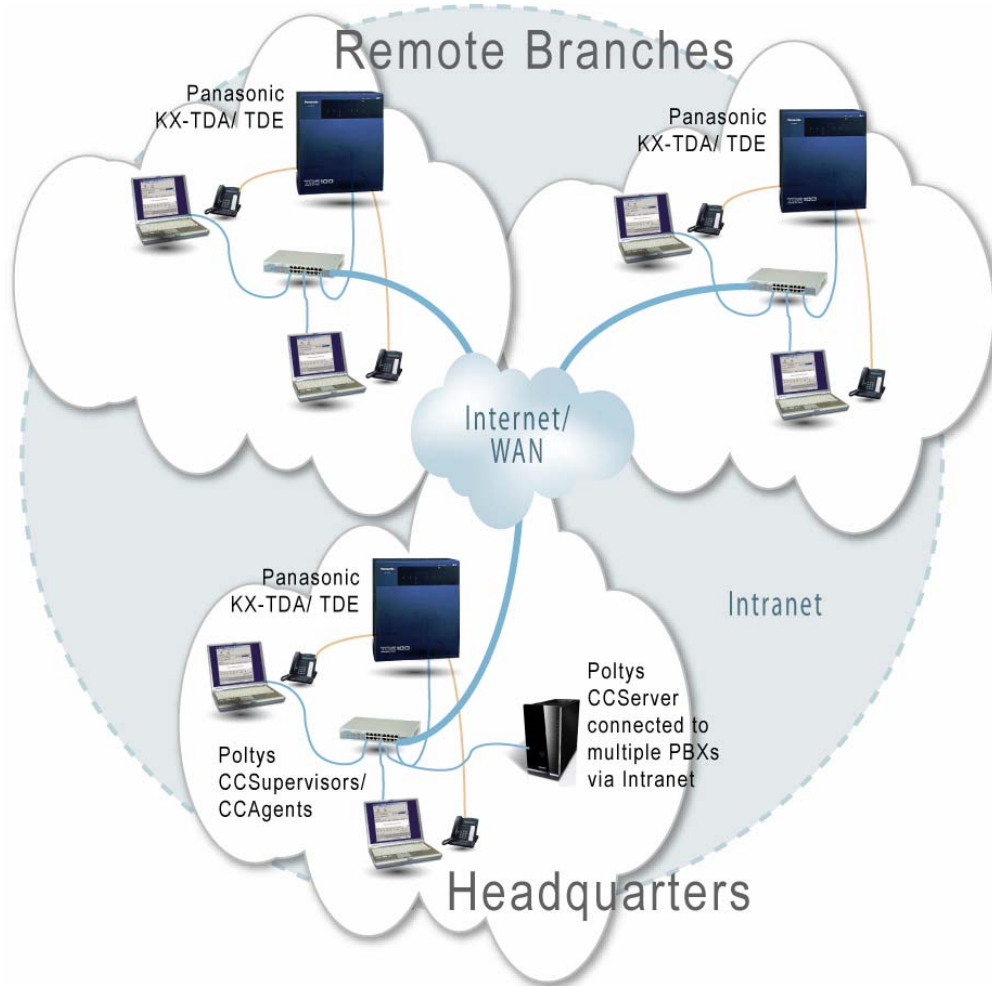 Remote Branches
Panasonic
KX-TDA/ TDE
Panasonic
KX-TDA/ TDE
Internet/
WAN
Panasonic
KX-TDA/ TDE
Intranet
Poltys
CCServer
connected to
multiple PBXs
via Intranet
Poltys
CCSupervisors/
CCAgents
Headquarters